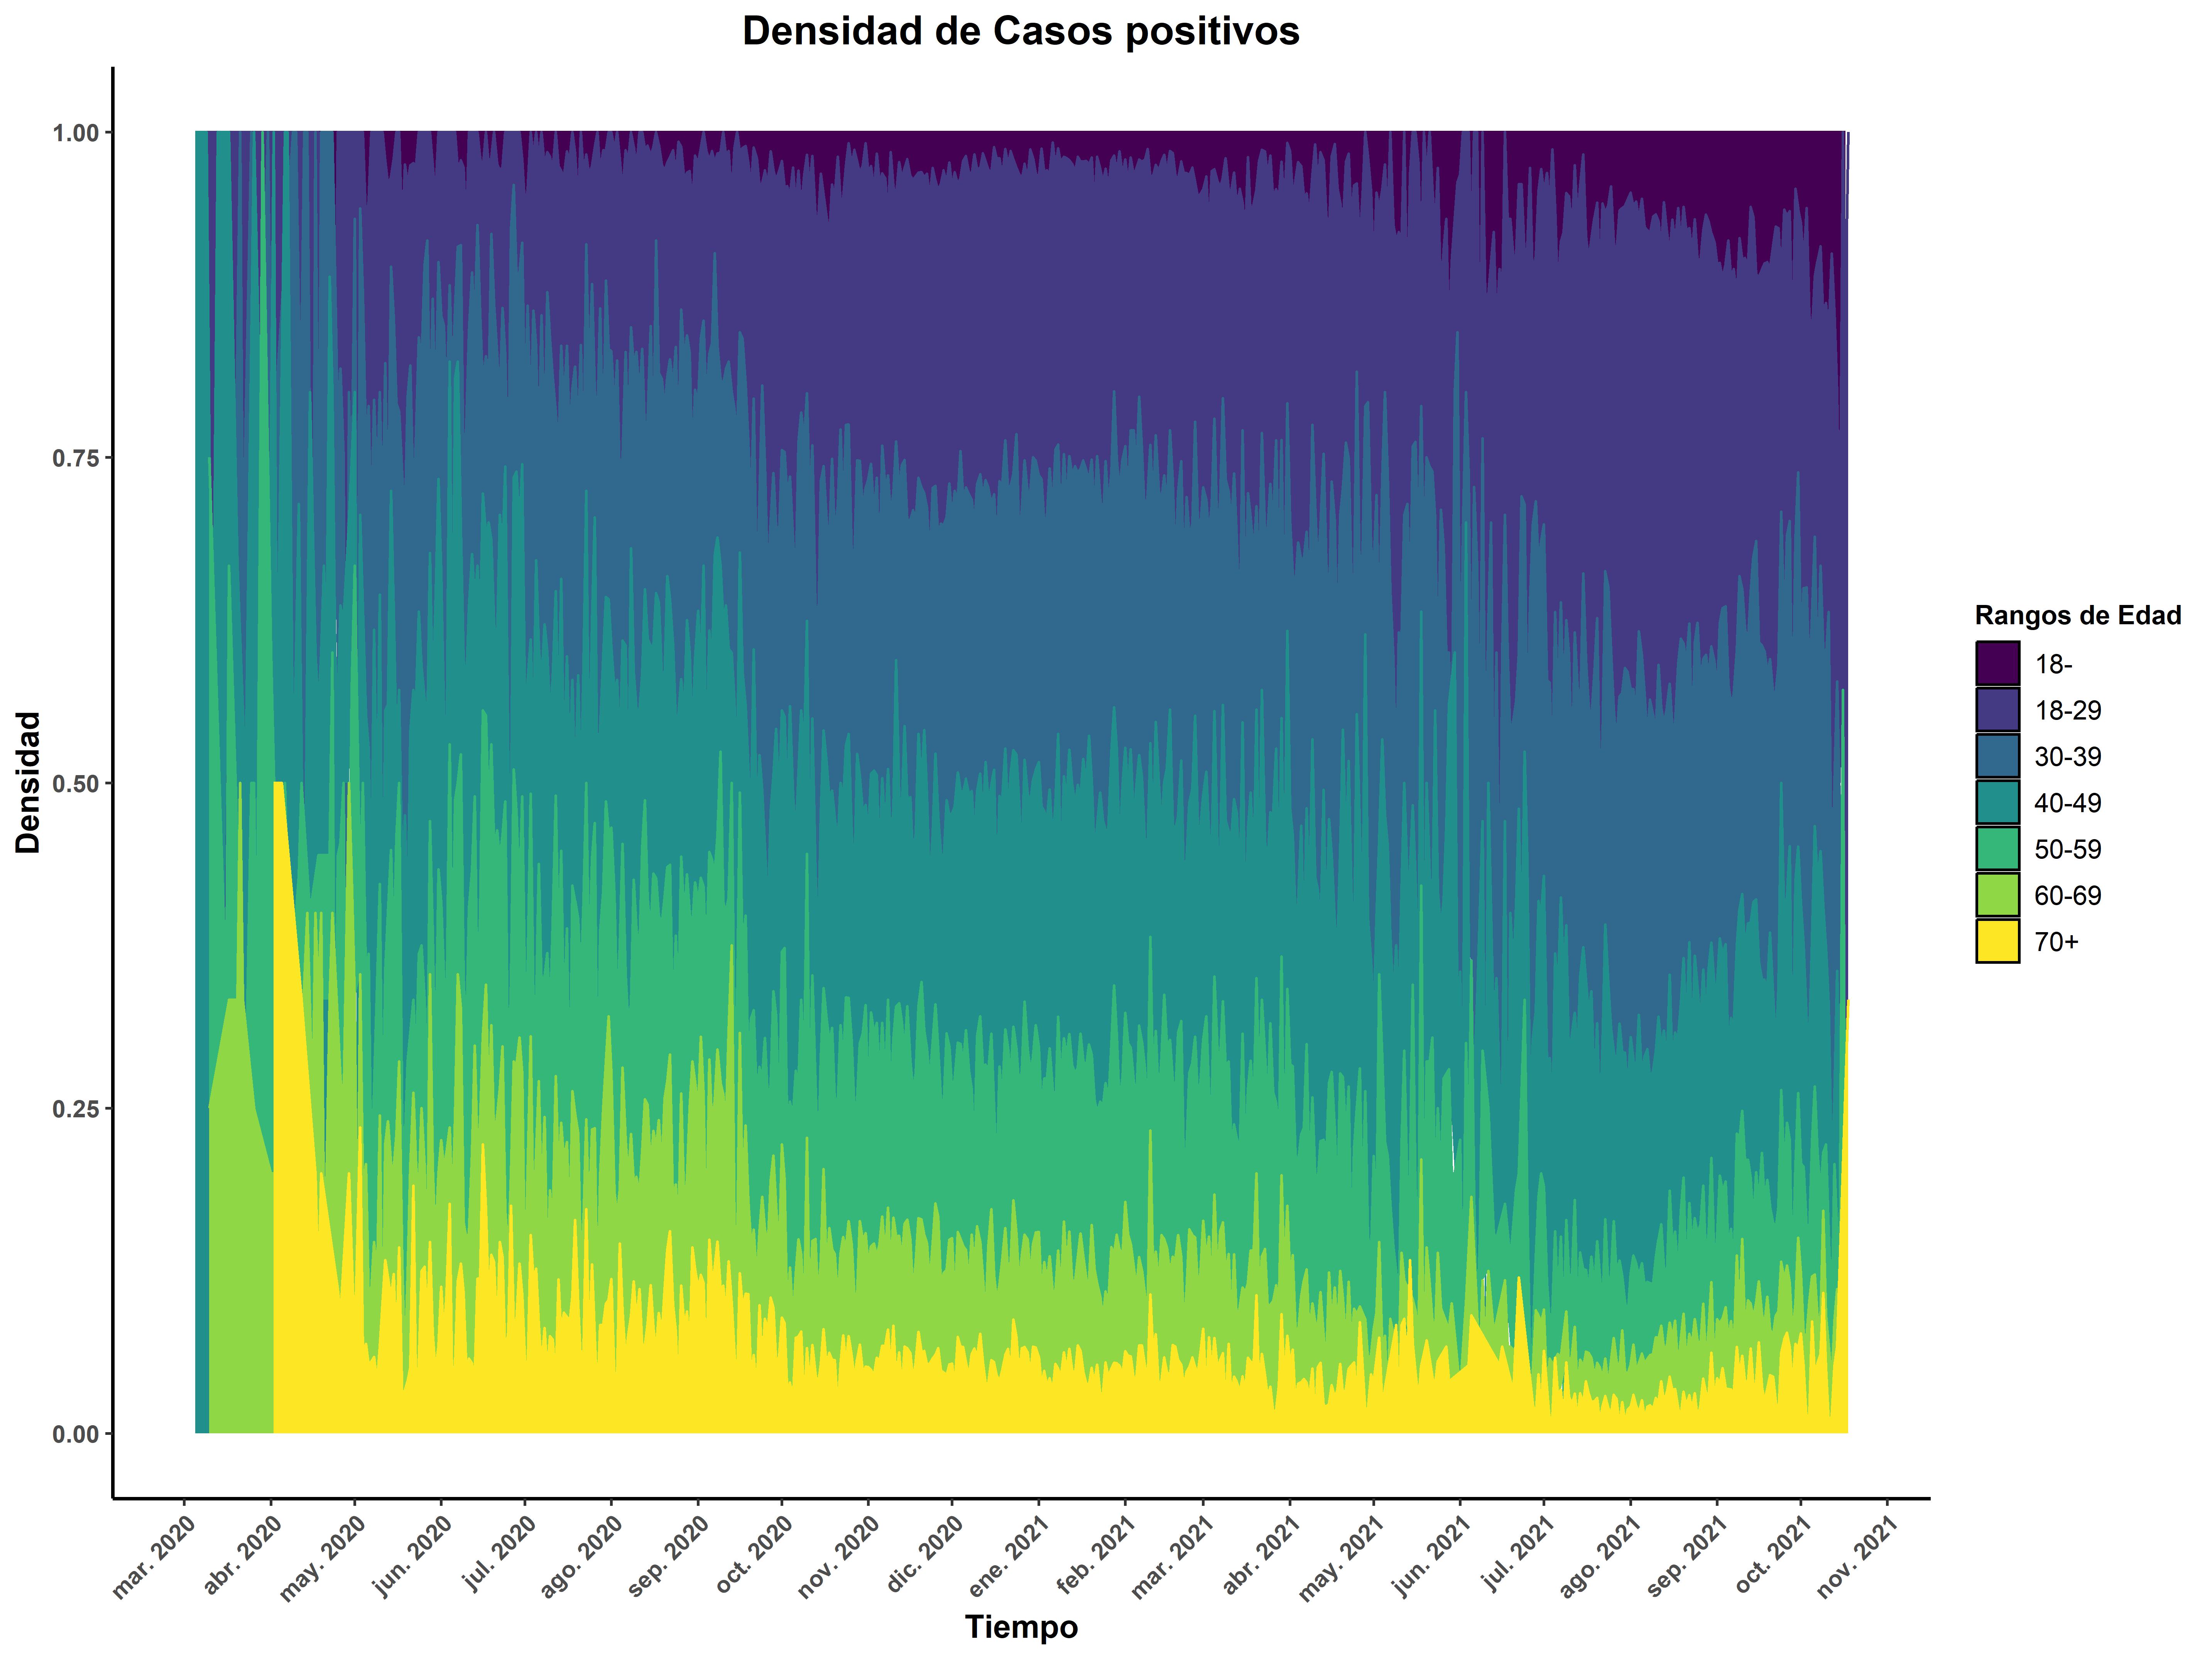 Densidad de Casos positivos
Densidad
1.00
0.75
0.50
0.25
0.00
mar. 2020
abr. 2020
may. 2020
jun. 2020
jul. 2020
ago. 2020
sep. 2020
oct. 2020
nov. 2020
dic. 2020
ene. 2021
feb. 2021
mar. 2021
abr. 2021
may. 2021
jun. 2021
jul. 2021
ago. 2021
sep. 2021
oct. 2021
nov. 2021
Tiempo
Rangos de Edad
18-
18-29
30-39
40-49
50-59
60-69
70+